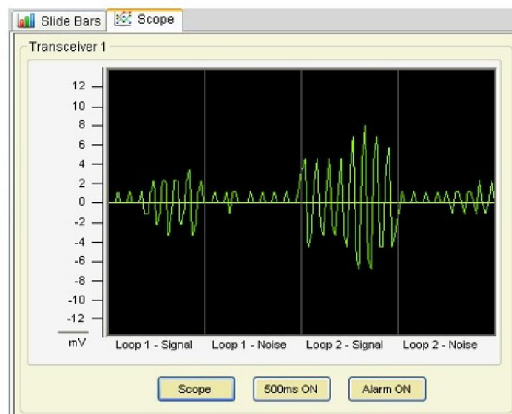 Slide Bars Scope
Transceiver 1
12
10
8
6
4
2
0
-2
-4
-6
-8
-10
-12
mV
Loop 1 - Signal Loop 1 - Noise Loop 2 - Signal Loop 2 - Noise
Scope 500ms ON Alarm ON